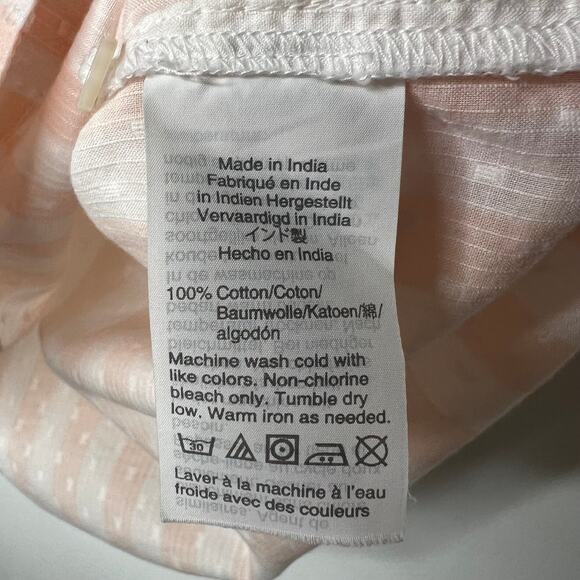 Made in India
Fabriqué en Inde
in Indien Hergestellt
Vervaardigd in India
インド製
Hecho en India
100% Cotton/Coton/
Baumwolle/Katoen/綿/
algodón
Machine wash cold with
like colors. Non-chlorine
bleach only. Tumble dry
low. Warm iron as needed.
30
Laver à la machine à l'eau
froide avec des couleurs